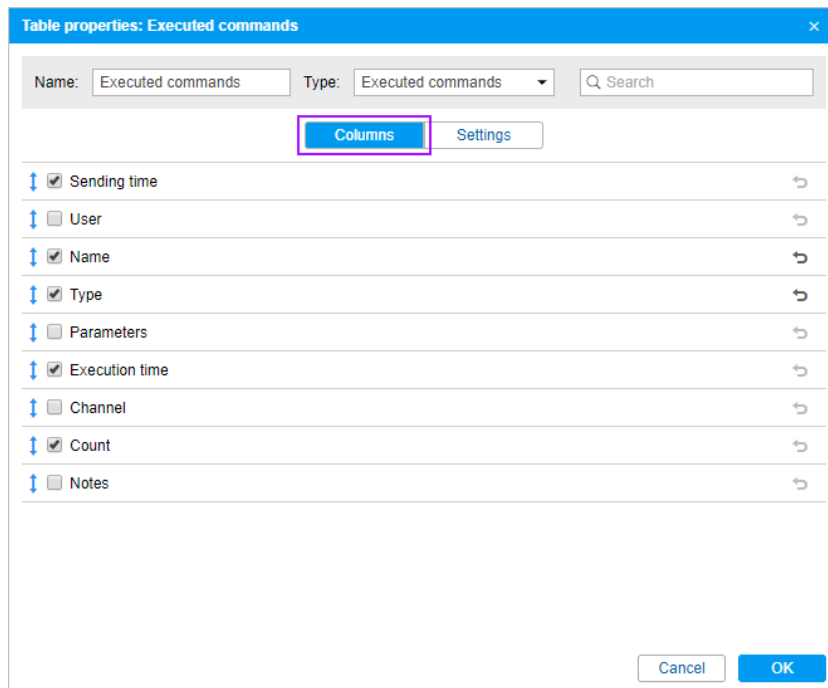 Table properties: Executed commands
Name: Executed commands Type: Executed commands Search
Columns Settings
Sending time
User
Name
Type
Parameters
Execution time
Channel
Count
Notes
Cancel OK